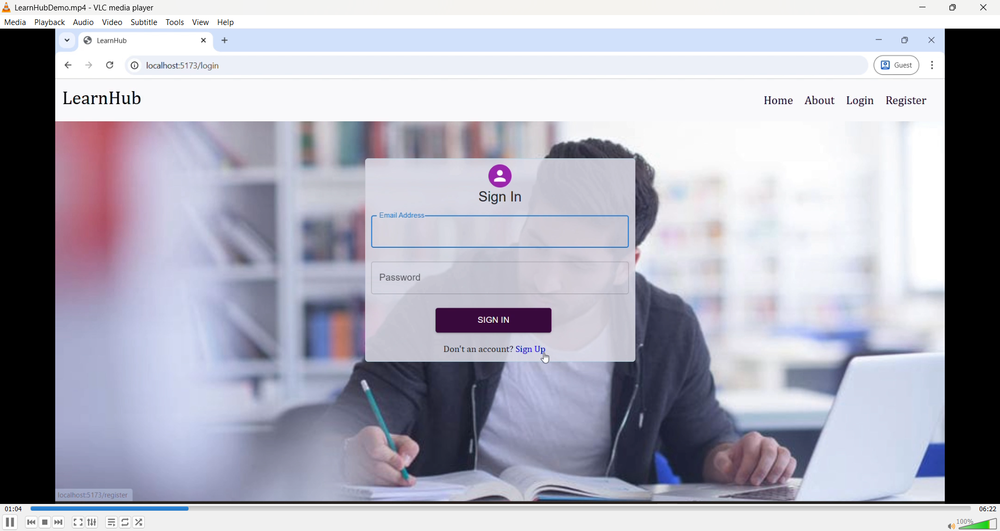 LearnHubDemo.mp4 - VLC media player
Media Playback Audio Video Subtitle Tools View Help
LearnHub
localhost:5173/login
Guest
LearnHub
Home About Login Register
Sign In
Email Address
Password
SIGN IN
Don't an account? Sign Up
localhost:5173/register
01:04
06:22
100%